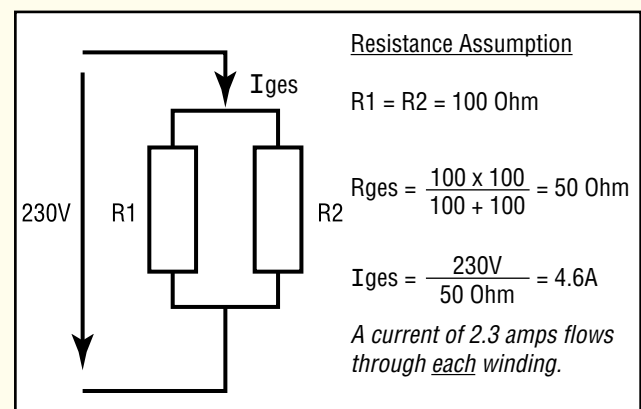 Resistance Assumption
Iges
R1 = R2 = 100 Ohm
230V
R1
R2
Rges = 100 x 100 / 100 + 100 = 50 Ohm
Iges = 230V / 50 Ohm = 4.6A
A current of 2.3 amps flows
through each winding.